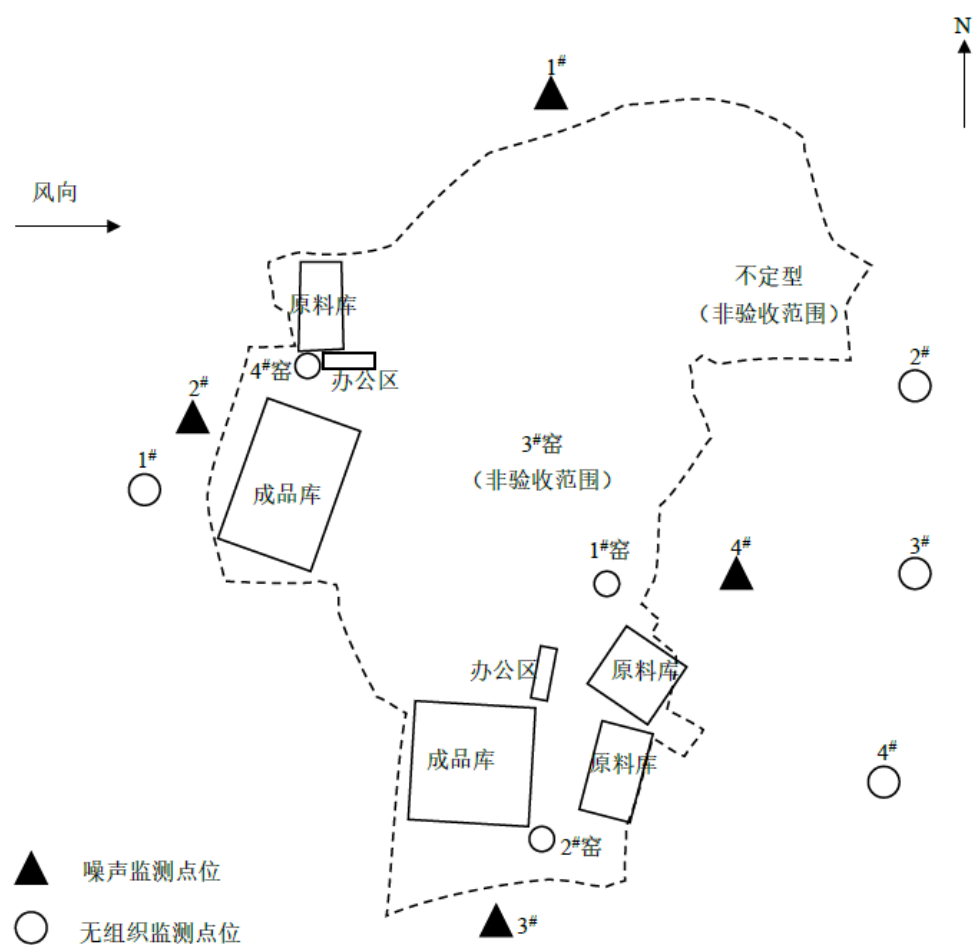 N
1#
风向
原料库
不定型
（非验收范围）
4#窑
办公区
2#
2#
3#窑
（非验收范围）
1#
成品库
1#窑
4#
3#
办公区
原料库
成品库
原料库
4#
2#窑
噪声监测点位
3#
无组织监测点位